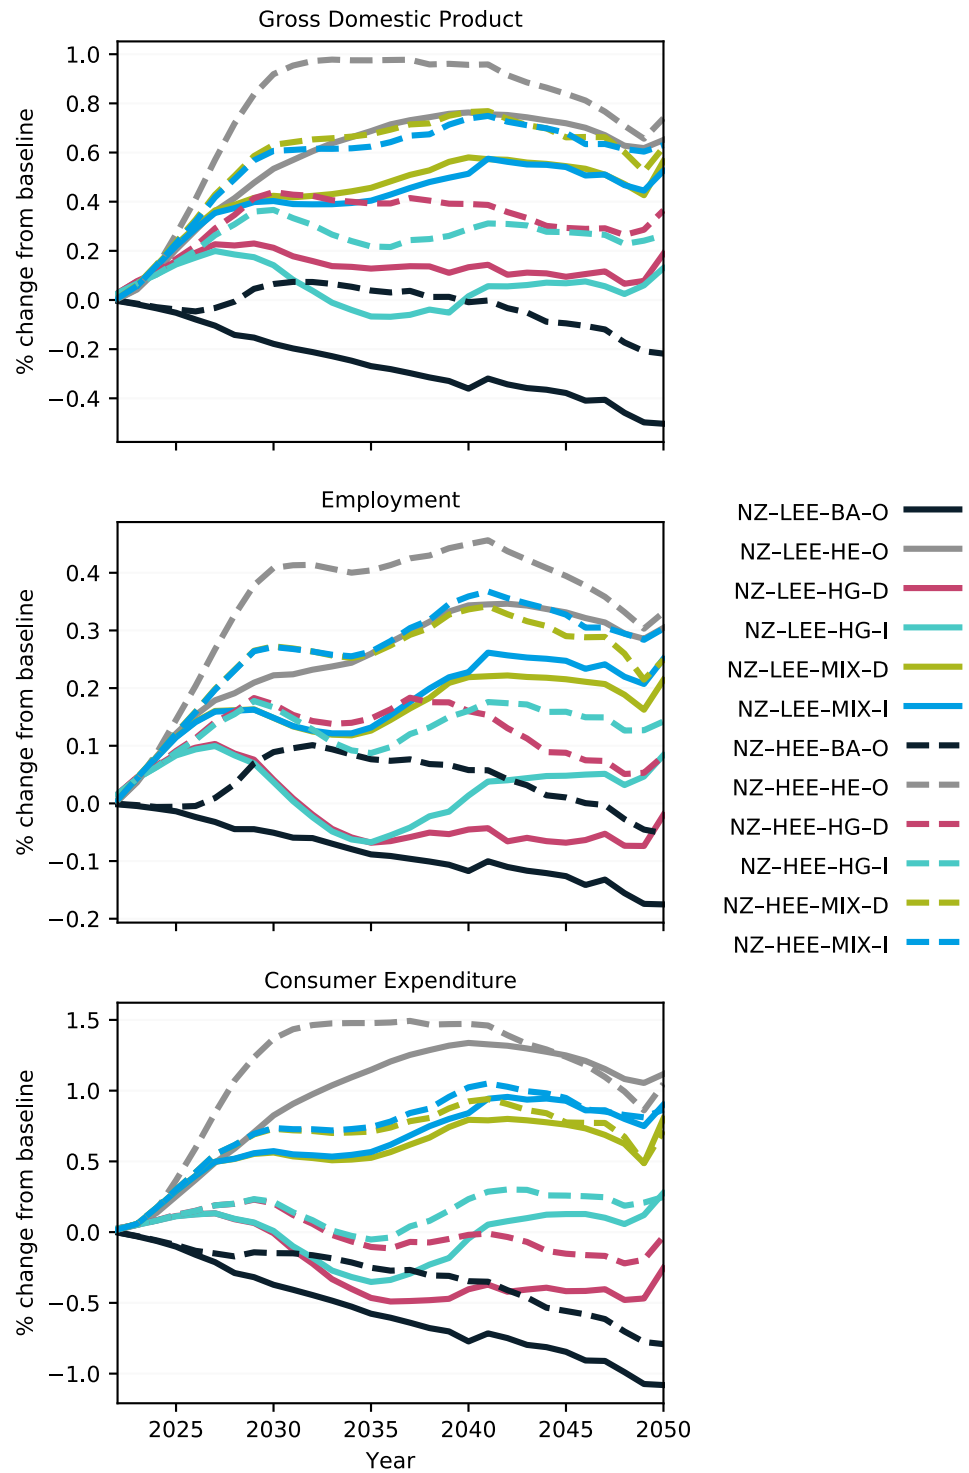 Gross Domestic Product
% change from baseline
1.0
0.8
0.6
0.4
0.2
0.0
−0.2
−0.4
Employment
% change from baseline
0.4
0.3
0.2
0.1
0.0
−0.1
−0.2
NZ–LEE–BA–O
NZ–LEE–HE–O
NZ–LEE–HG–D
NZ–LEE–HG–I
NZ–LEE–MIX–D
NZ–LEE–MIX–I
NZ–HEE–BA–O
NZ–HEE–HE–O
NZ–HEE–HG–D
NZ–HEE–HG–I
NZ–HEE–MIX–D
NZ–HEE–MIX–I
Consumer Expenditure
% change from baseline
1.5
1.0
0.5
0.0
−0.5
−1.0
2025 2030 2035 2040 2045 2050
Year